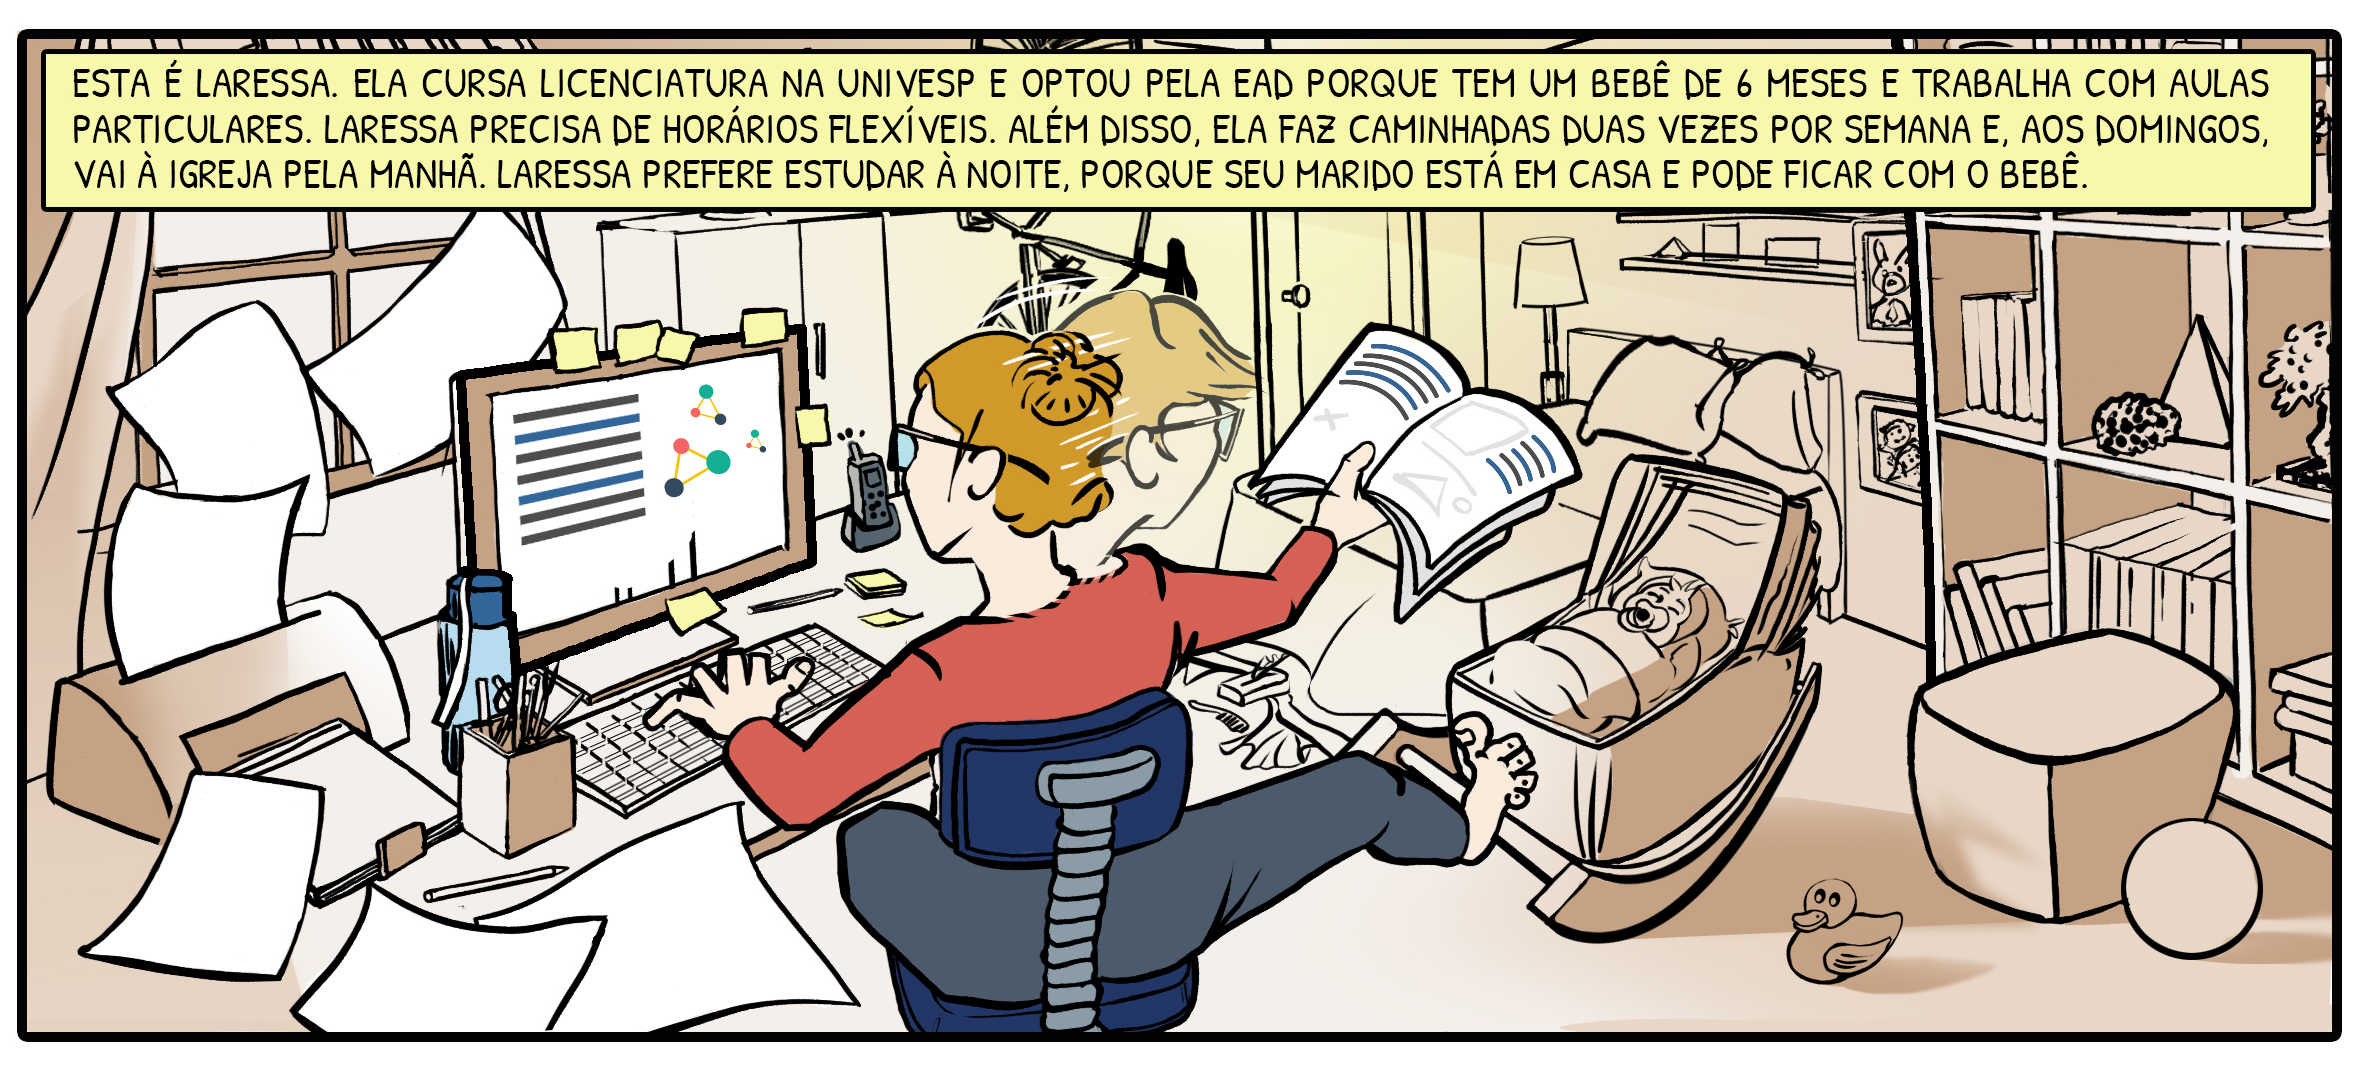 ESTA É LARESSA. ELA CURSA LICENCIATURA NA UNIVESP E OPTOU PELA EAD PORQUE TEM UM BEBÊ DE 6 MESES E TRABALHA COM AULAS
PARTICULARES. LARESSA PRECISA DE HORÁRIOS FLEXÍVEIS. ALÉM DISSO, ELA FAZ CAMINHADAS DUAS VEZES POR SEMANA E, AOS DOMINGOS,
VAI À IGREJA PELA MANHÃ. LARESSA PREFERE ESTUDAR À NOITE, PORQUE SEU MARIDO ESTÁ EM CASA E PODE FICAR COM O BEBÊ.